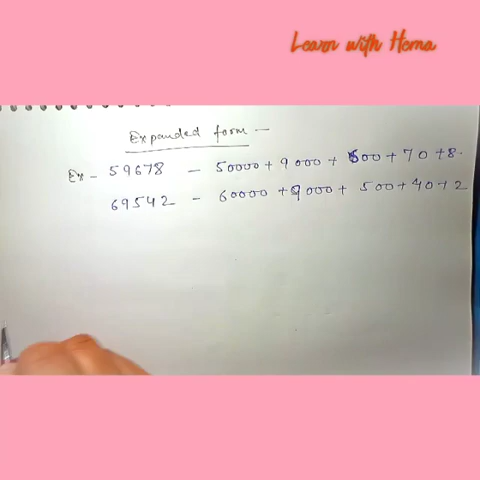 Learn with Hema
Expanded form -
Ex - 59678 - 50000 + 9000 + 600 + 70 + 8.
69542 - 60000 + 9000 + 500 + 40 + 2